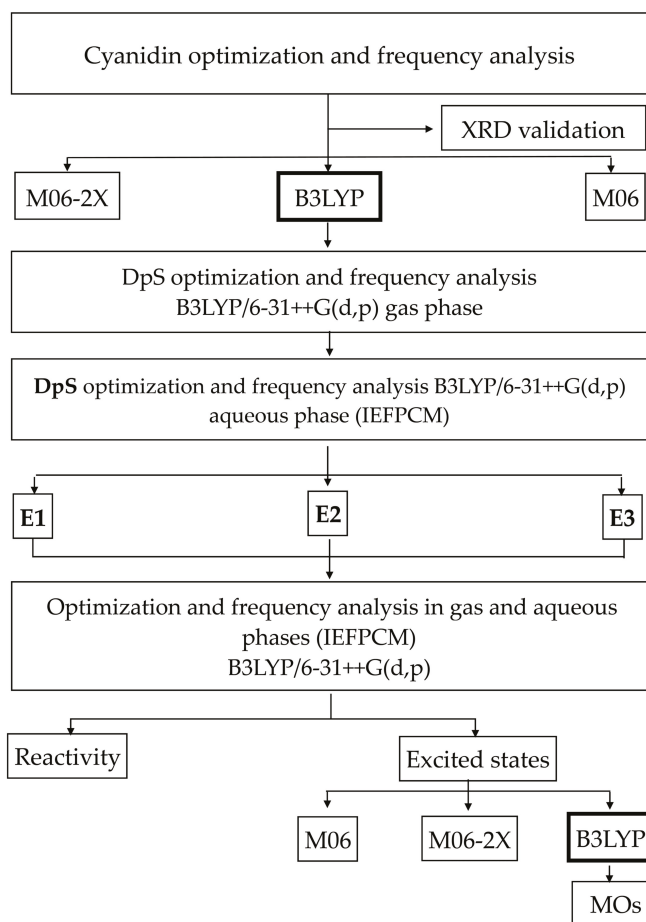 Cyanidin optimization and frequency analysis
XRD validation
M06-2X
B3LYP
M06
DpS optimization and frequency analysis
B3LYP/6-31++G(d,p) gas phase
DpS optimization and frequency analysis B3LYP/6-31++G(d,p)
aqueous phase (IEFPCM)
E1
E2
E3
Optimization and frequency analysis in gas and aqueous
phases (IEFPCM)
B3LYP/6-31++G(d,p)
Reactivity
Excited states
M06
M06-2X
B3LYP
MOs